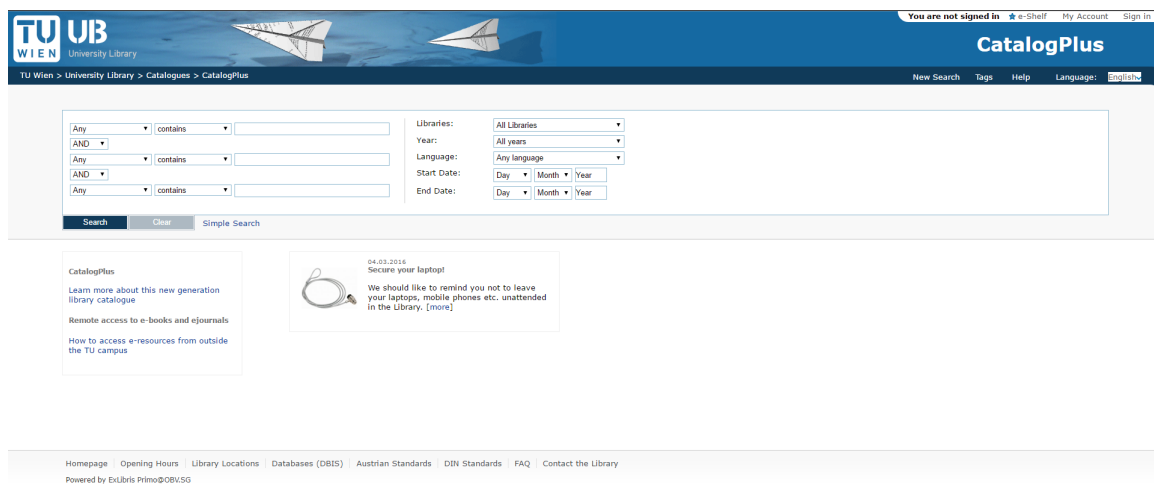 You are not signed in e-Shelf My Account Sign in
TU UB
WIEN University Library
CatalogPlus
TU Wien > University Library > Catalogues > CatalogPlus
New Search Tags Help Language: English
Any contains
AND
Any contains
AND
Any contains
Libraries: All Libraries
Year: All years
Language: Any language
Start Date: Day Month Year
End Date: Day Month Year
Search Clear Simple Search
CatalogPlus
Learn more about this new generation
library catalogue
Remote access to e-books and ejournals
How to access e-resources from outside
the TU campus
04.03.2016
Secure your laptop!
We should like to remind you not to leave
your laptops, mobile phones etc. unattended
in the Library. [more]
Homepage Opening Hours Library Locations Databases (DBIS) Austrian Standards DIN Standards FAQ Contact the Library
Powered by ExLibris Primo@OBV.SG